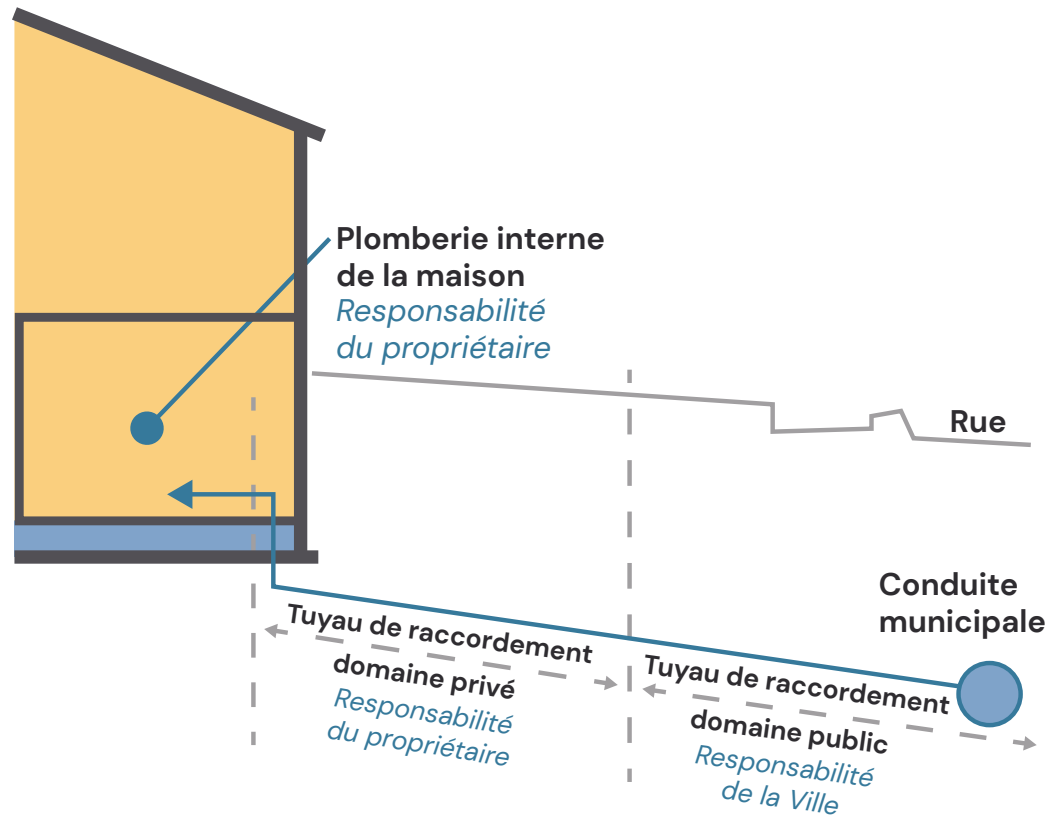 Plomberie interne
de la maison
Responsabilité
du propriétaire
Rue
Conduite
municipale
Tuyau de raccordement
domaine privé
Responsabilité
du propriétaire
Tuyau de raccordement
domaine public
Responsabilité
de la Ville